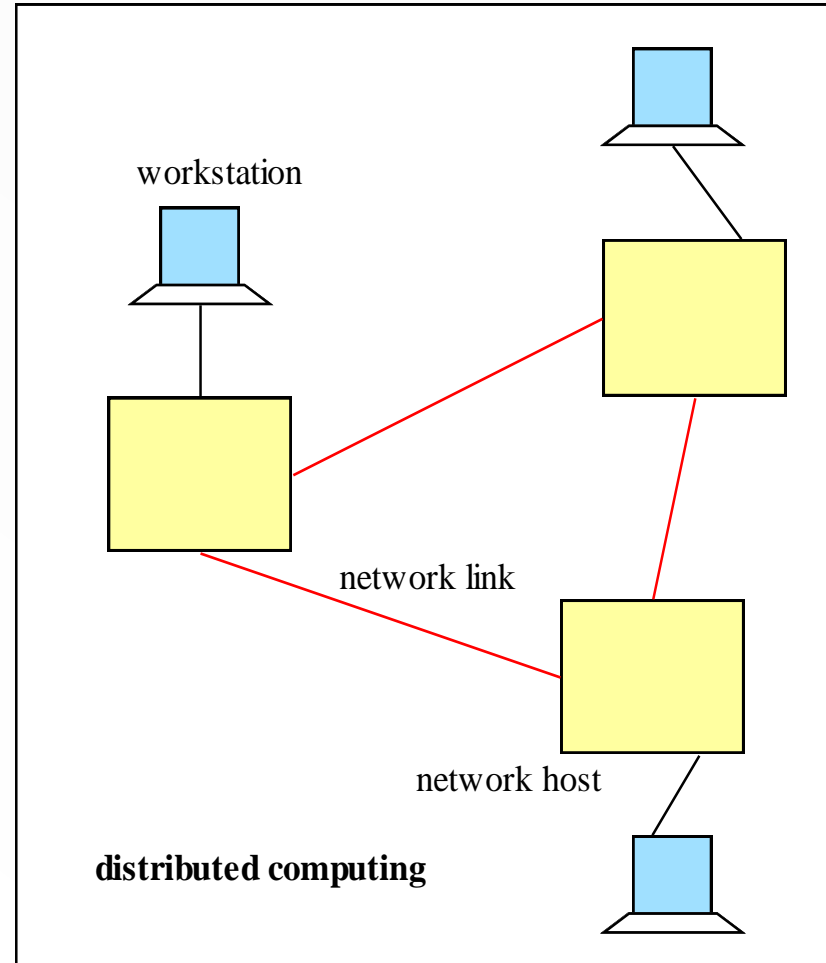 workstation
network link
network host
distributed computing